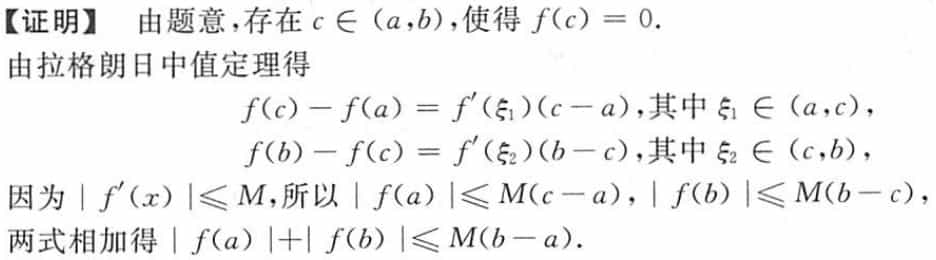 【证明】 由题意,存在 c ∈ (a,b),使得 f(c) = 0.
由拉格朗日中值定理得
f(c) − f(a) = f′(ξ₁)(c − a),其中 ξ₁ ∈ (a,c),
f(b) − f(c) = f′(ξ₂)(b − c),其中 ξ₂ ∈ (c,b),
因为 | f′(x) |≤ M,所以 | f(a) |≤ M(c − a), | f(b) |≤ M(b − c),
两式相加得 | f(a) |+| f(b) |≤ M(b − a).